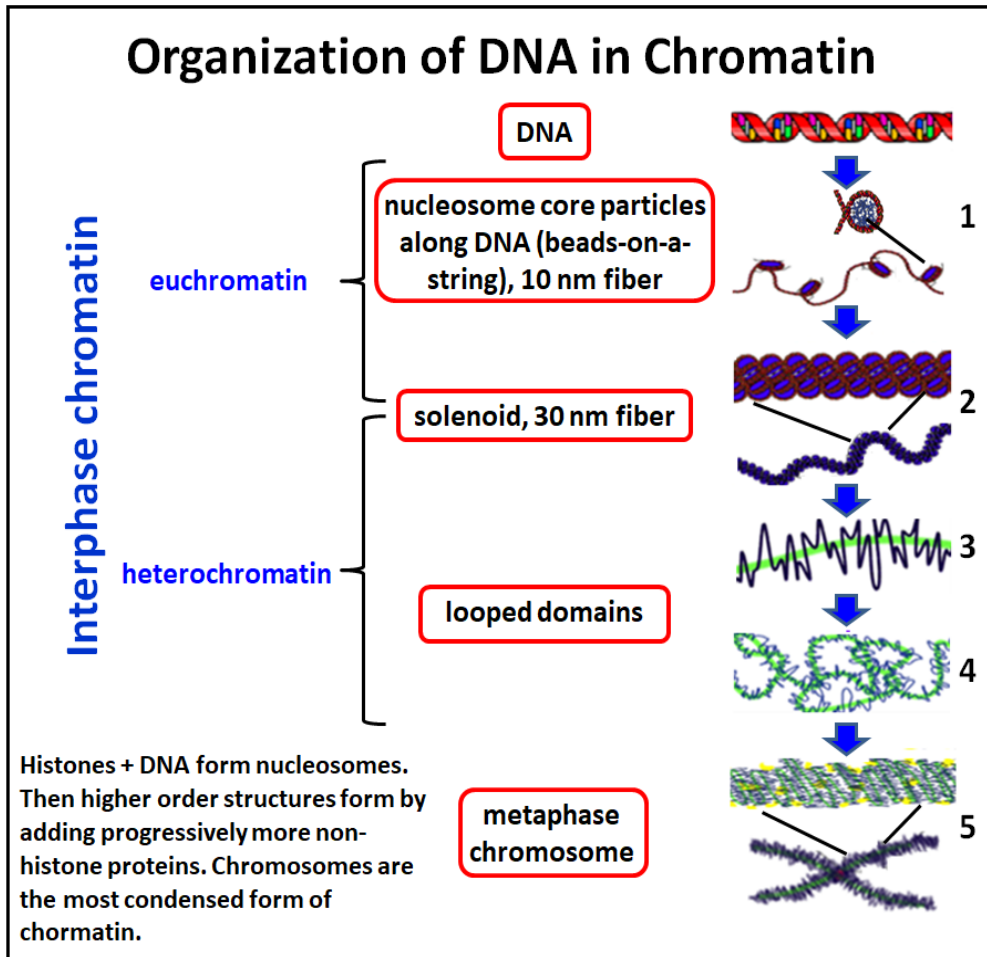 Organization of DNA in Chromatin
DNA
nucleosome core particles
along DNA (beads-on-a-
string), 10 nm fiber
1
euchromatin
Interphase chromatin
solenoid, 30 nm fiber
2
3
heterochromatin
looped domains
4
Histones + DNA form nucleosomes.
Then higher order structures form by
adding progressively more non-
histone proteins. Chromosomes are
the most condensed form of
chormatin.
metaphase
chromosome
5